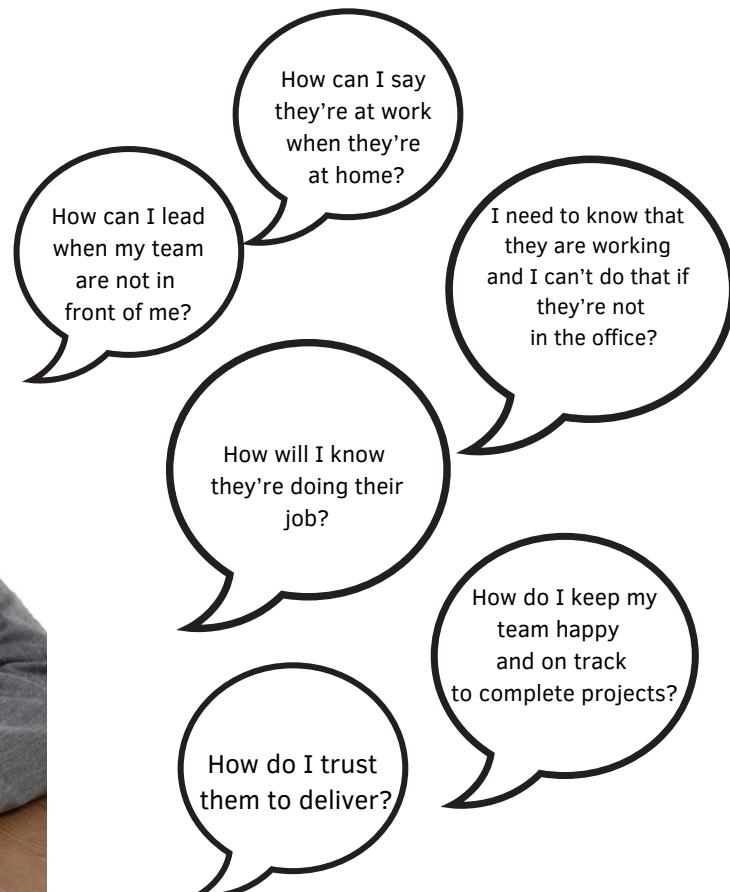 How can I say
they’re at work
when they’re
at home?
How can I lead
when my team
are not in
front of me?
I need to know that
they are working
and I can’t do that if
they’re not
in the office?
How will I know
they’re doing their
job?
How do I keep my
team happy
and on track
to complete projects?
How do I trust
them to deliver?